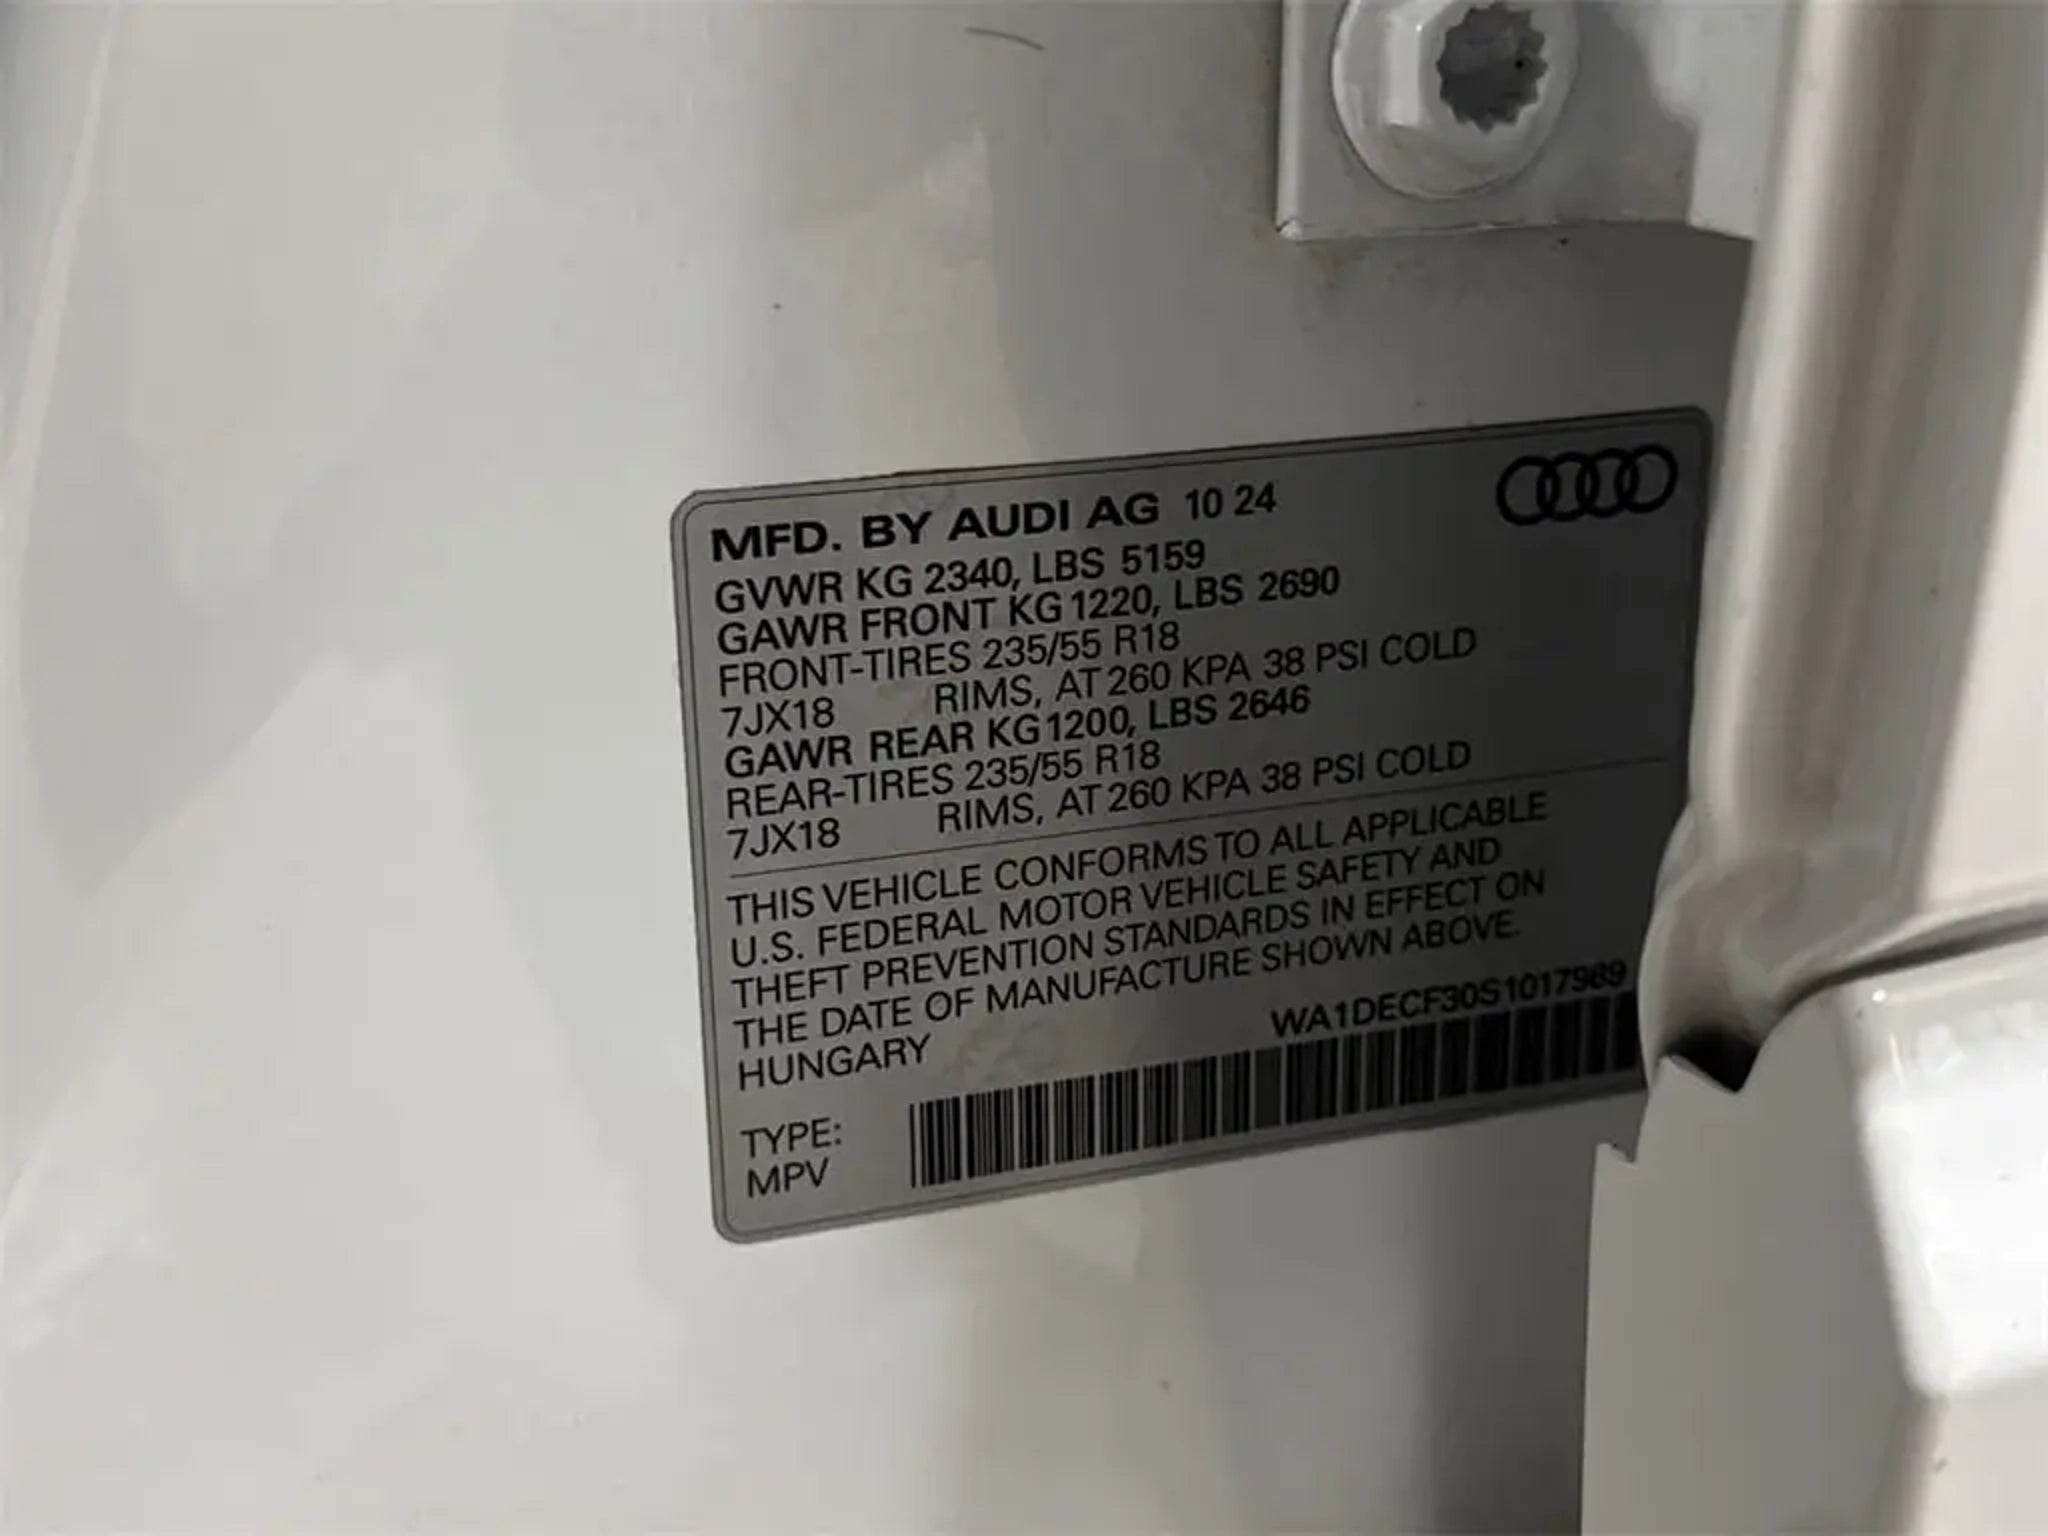 MFD. BY AUDI AG 10 24
GVWR KG 2340, LBS 5159
GAWR FRONT KG 1220, LBS 2690
FRONT-TIRES 235/55 R18
7JX18 RIMS, AT 260 KPA 38 PSI COLD
GAWR REAR KG 1200, LBS 2646
REAR-TIRES 235/55 R18
7JX18 RIMS, AT 260 KPA 38 PSI COLD
THIS VEHICLE CONFORMS TO ALL APPLICABLE
U.S. FEDERAL MOTOR VEHICLE SAFETY AND
THEFT PREVENTION STANDARDS IN EFFECT ON
THE DATE OF MANUFACTURE SHOWN ABOVE.
HUNGARY WA1DECF30S1017989
TYPE:
MPV